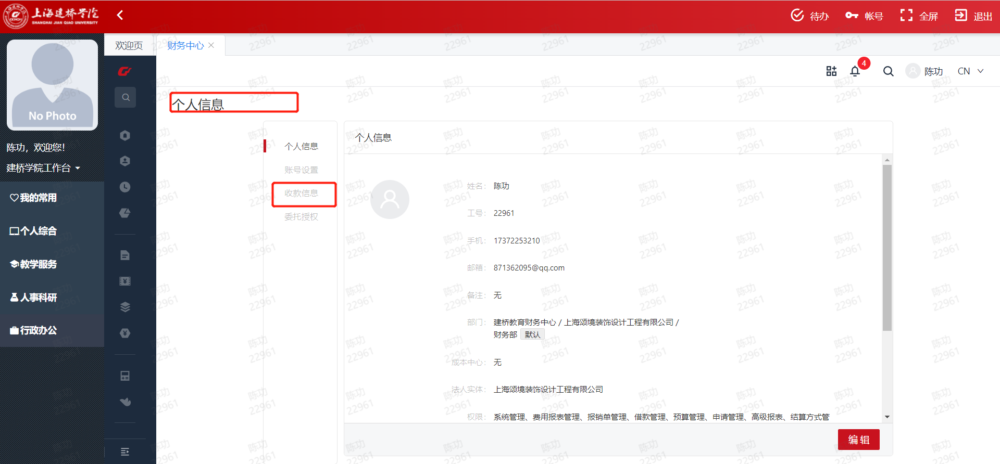 上海建桥学院
SHANGHAI JIAN QIAO UNIVERSITY
待办
帐号
全屏
退出
No Photo
陈功，欢迎您！
建桥学院工作台
我的常用
个人综合
教学服务
人事科研
行政办公
欢迎页
财务中心
4
陈功
CN
个人信息
个人信息
账号设置
收款信息
委托授权
个人信息
姓名：陈功
工号：22961
手机：17372253210
邮箱：871362095@qq.com
备注：无
部门：建桥教育财务中心 / 上海颂境装饰设计工程有限公司 /
财务部 默认
成本中心：无
法人实体：上海颂境装饰设计工程有限公司
权限：系统管理、费用报表管理、报销单管理、借款管理、预算管理、申请管理、高级报表、结算方式管
编辑
陈功
22961